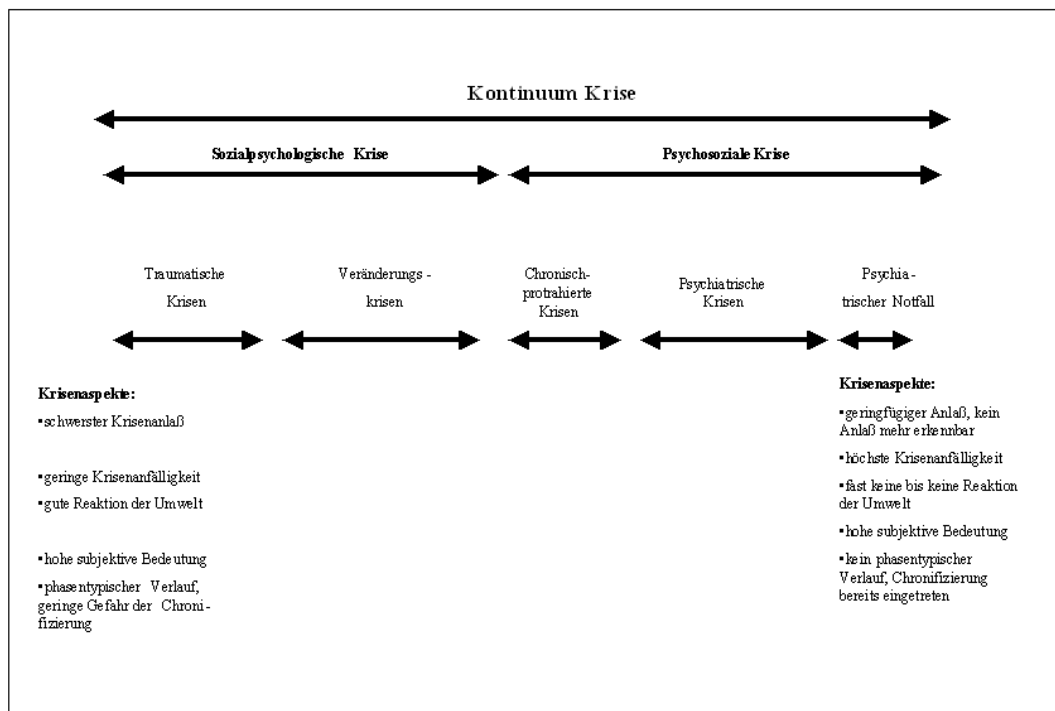 Kontinuum Krise
Sozialpsychologische Krise
Psychosoziale Krise
Traumatische
Krisen
Veränderungs -
krisen
Chronisch-
protrahierte
Krisen
Psychiatrische
Krisen
Psychia -
trischer Notfall
Krisenaspekte:
▪schwerster Krisenanlaß
▪geringe Krisenanfälligkeit
▪gute Reaktion der Umwelt
▪hohe subjektive Bedeutung
▪phasentypischer Verlauf,
geringe Gefahr der Chroni-
fizierung
Krisenaspekte:
▪geringfügiger Anlaß, kein
Anlaß mehr erkennbar
▪höchste Krisenanfälligkeit
▪fast keine bis keine Reaktion
der Umwelt
▪hohe subjektive Bedeutung
▪kein phasentypischer
Verlauf, Chronifizierung
bereits eingetreten